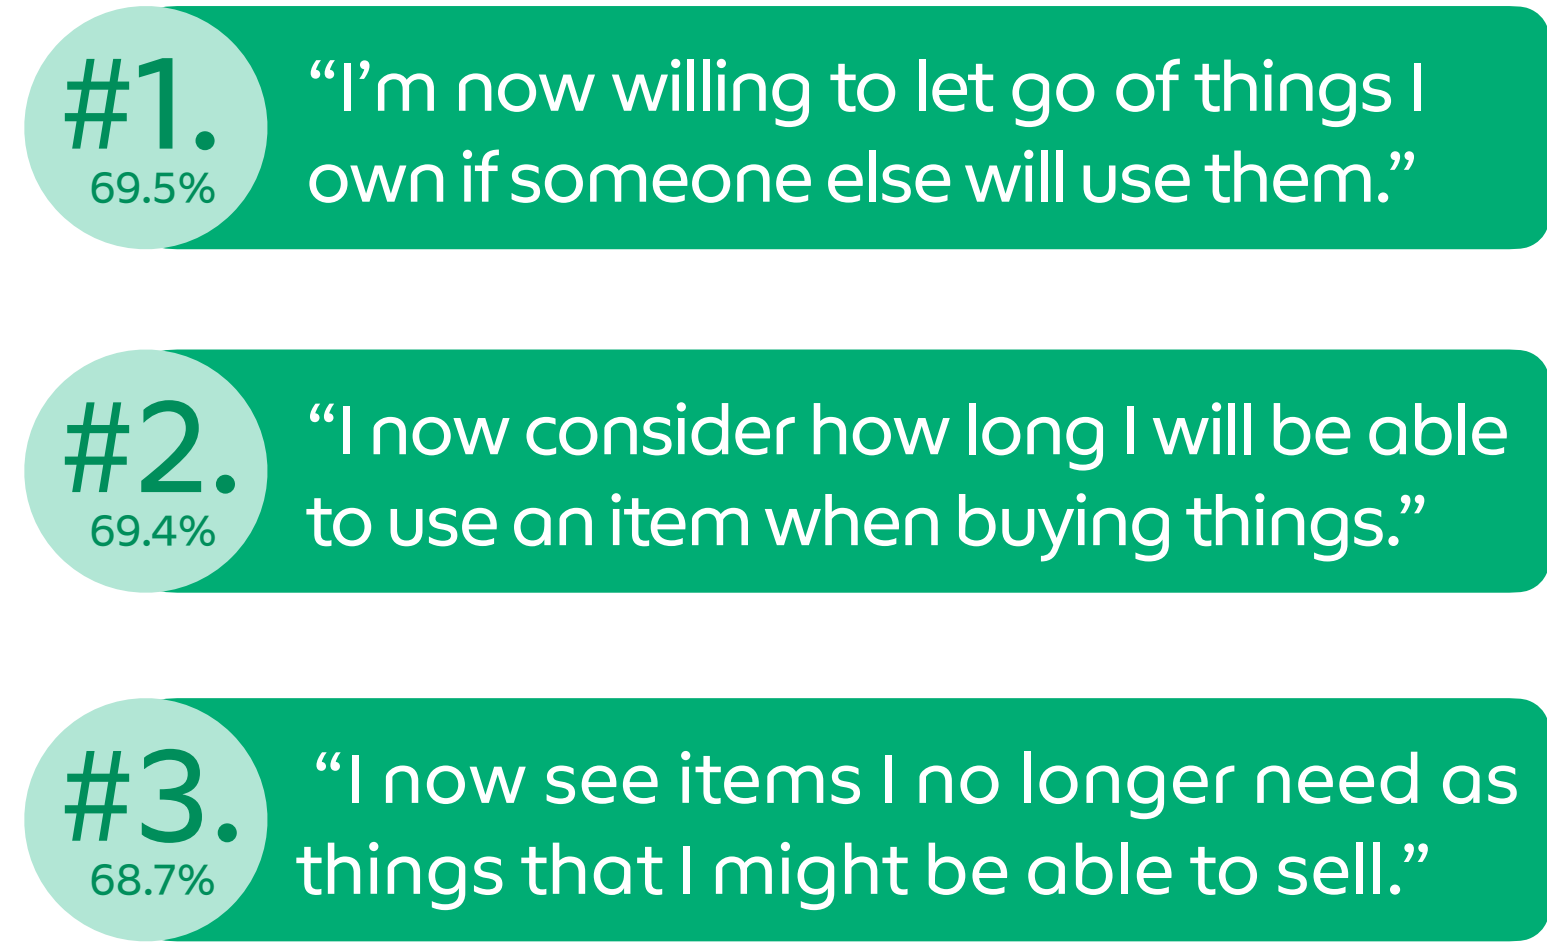 #1.
69.5%
“I’m now willing to let go of things I
own if someone else will use them.”
#2.
69.4%
“I now consider how long I will be able
to use an item when buying things.”
#3.
68.7%
“I now see items I no longer need as
things that I might be able to sell.”